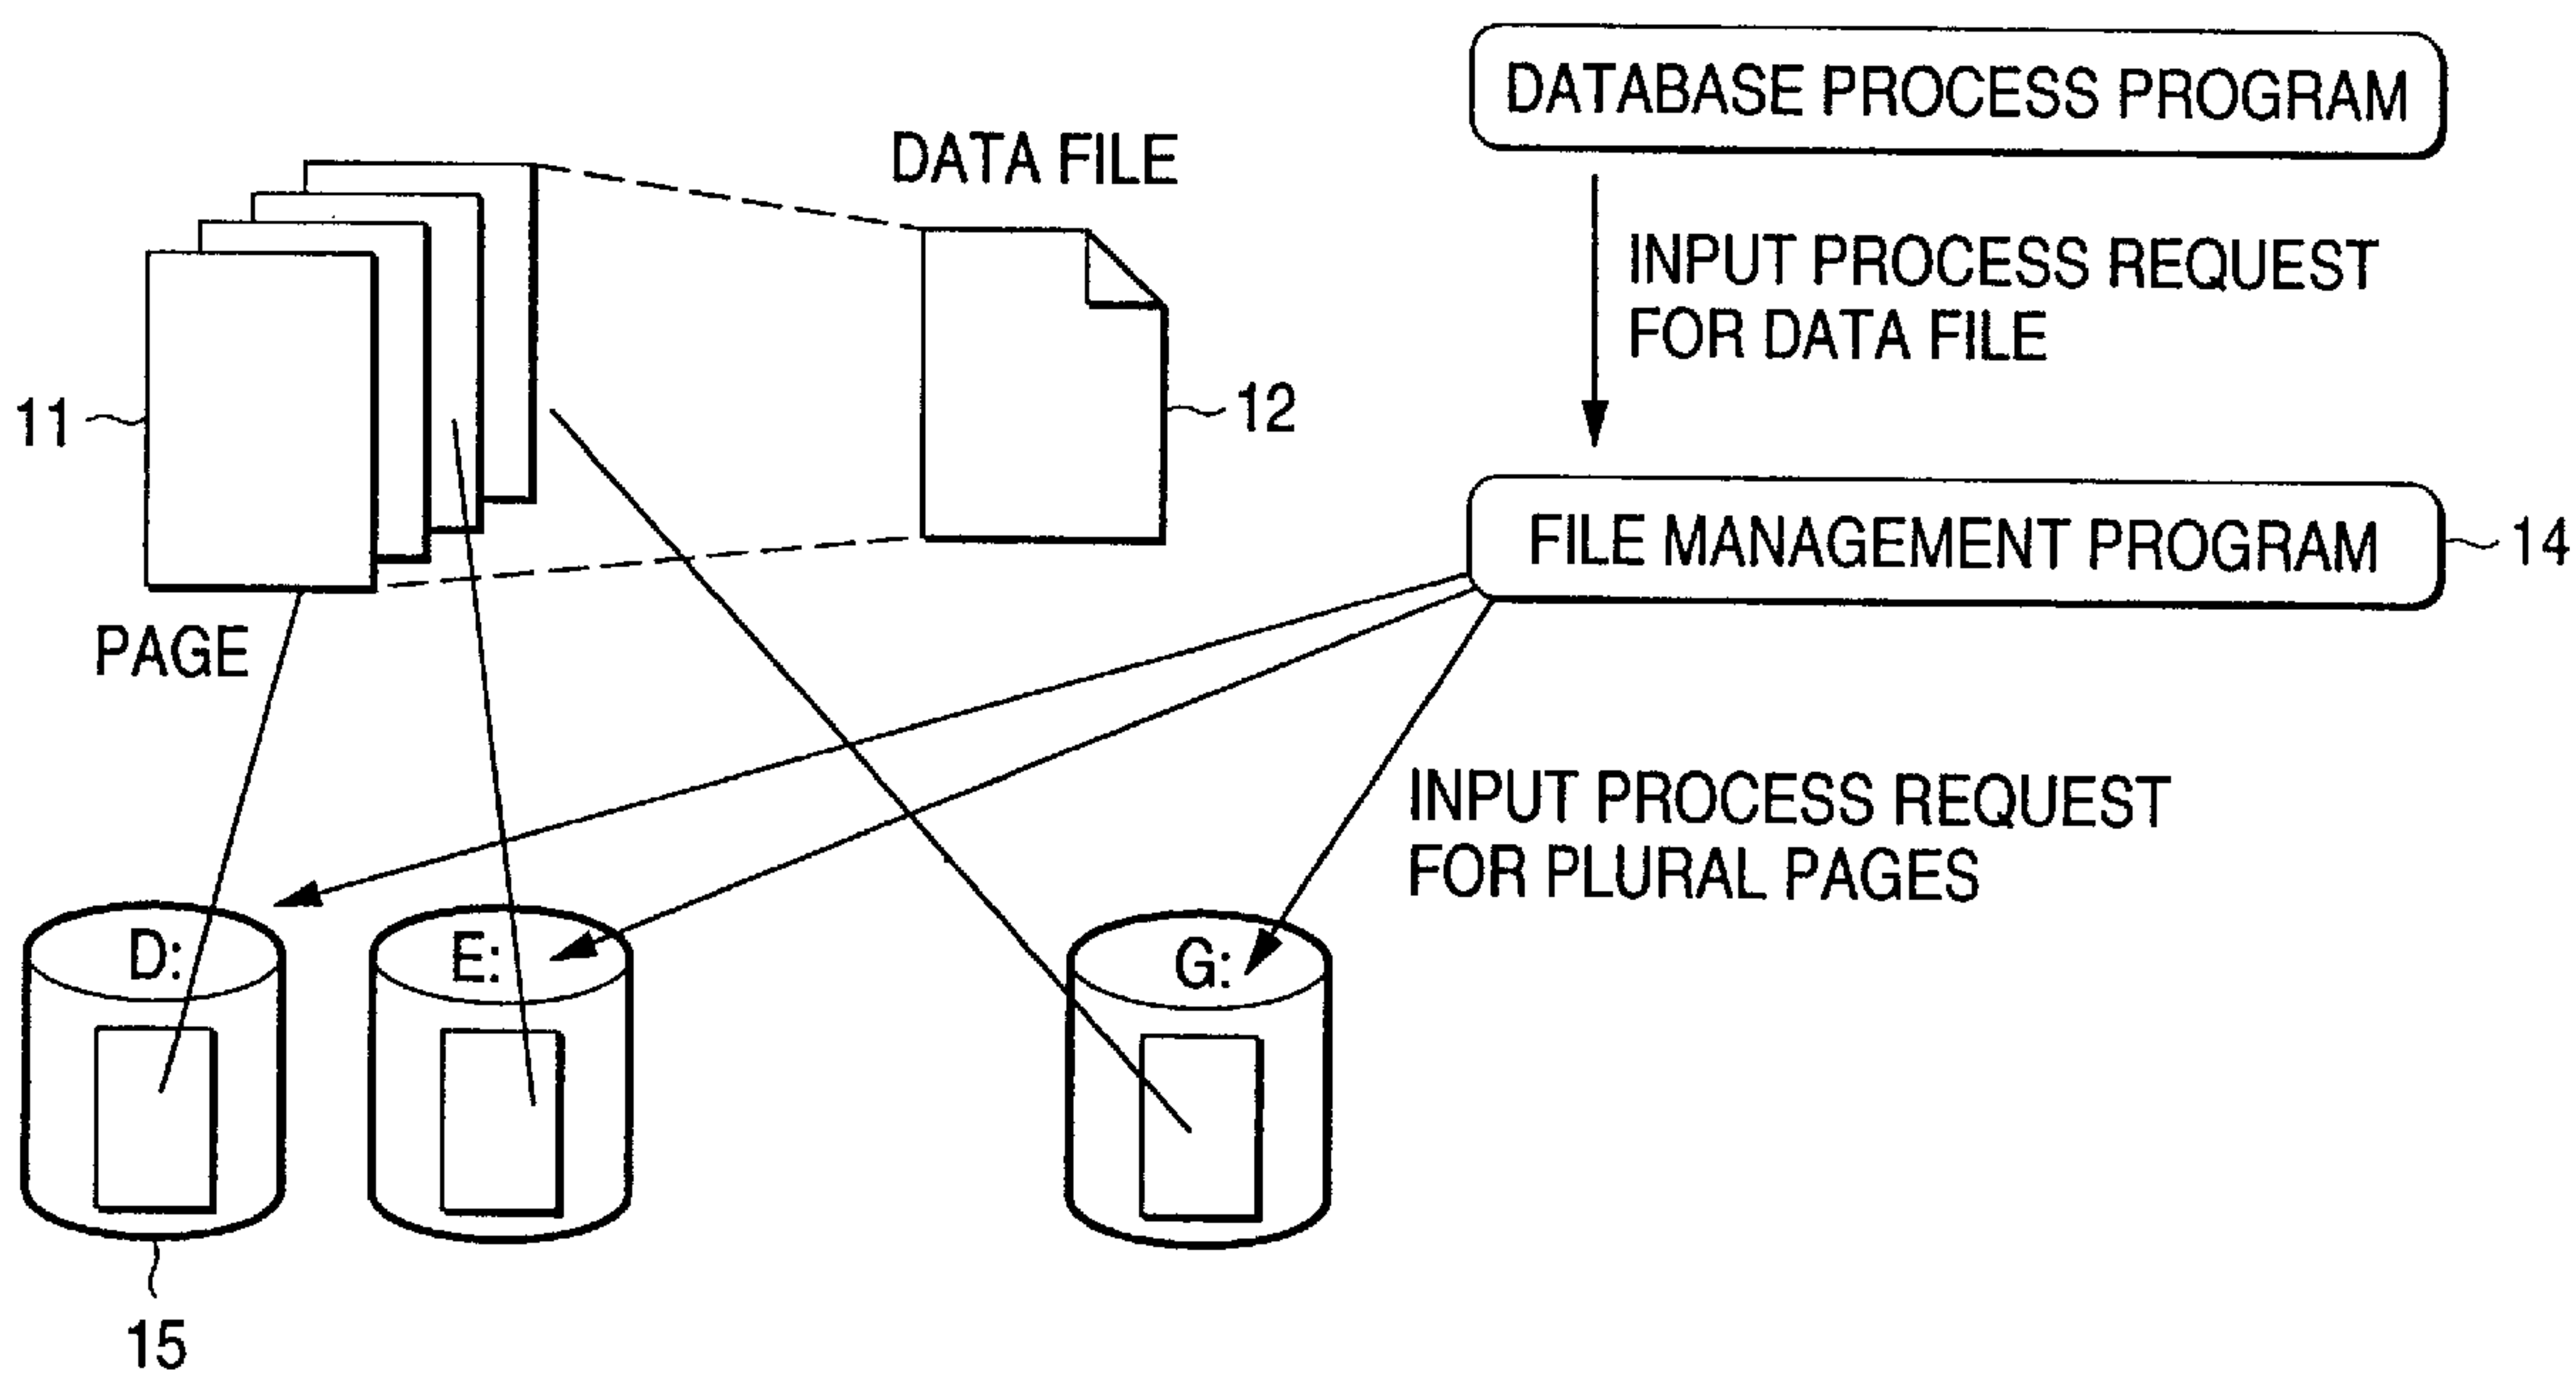 DATABASE PROCESS PROGRAM
DATA FILE
INPUT PROCESS REQUEST
FOR DATA FILE
11
12
FILE MANAGEMENT PROGRAM
14
PAGE
INPUT PROCESS REQUEST
FOR PLURAL PAGES
D:
E:
G:
15